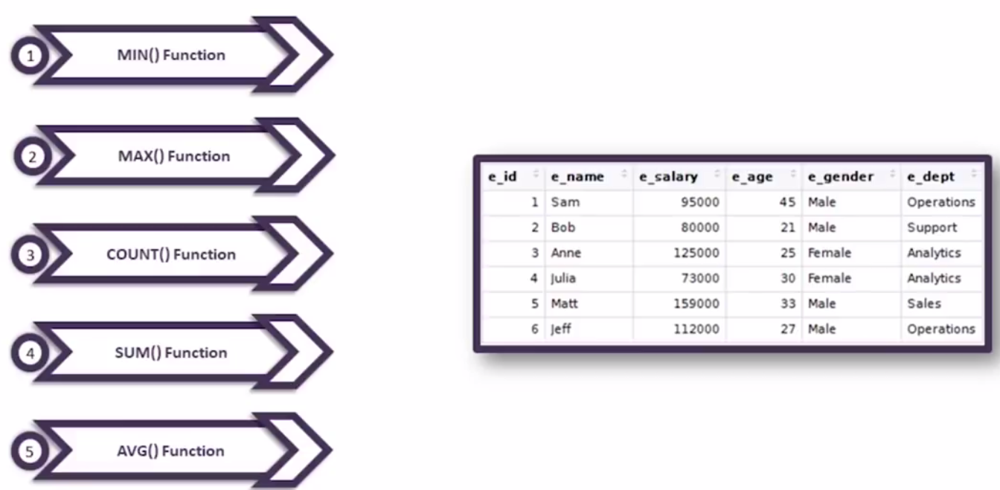 1 MIN() Function
2 MAX() Function
3 COUNT() Function
4 SUM() Function
5 AVG() Function
e_id e_name e_salary e_age e_gender e_dept
1 Sam 95000 45 Male Operations
2 Bob 80000 21 Male Support
3 Anne 125000 25 Female Analytics
4 Julia 73000 30 Female Analytics
5 Matt 159000 33 Male Sales
6 Jeff 112000 27 Male Operations